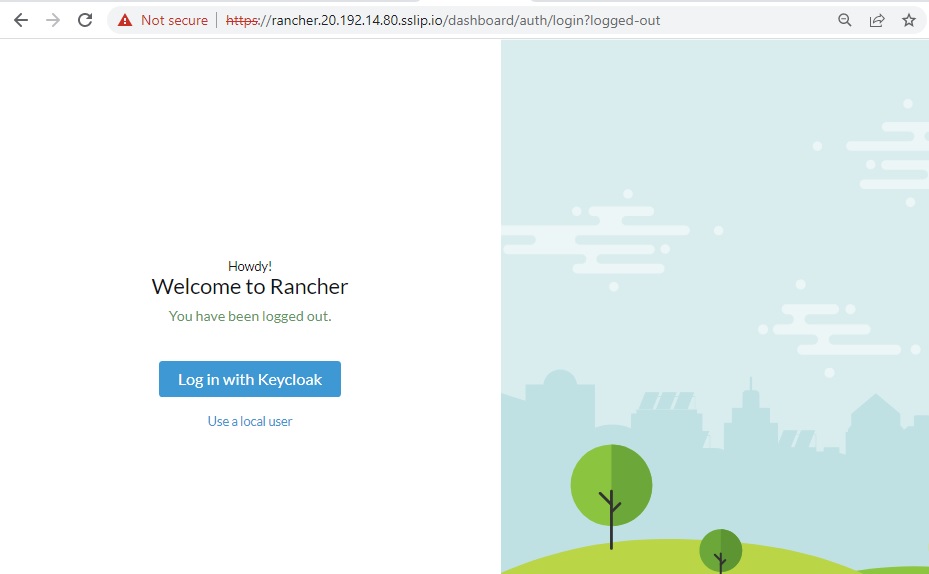 Not secure https://rancher.20.192.14.80.sslip.io/dashboard/auth/login?logged-out
Howdy!
Welcome to Rancher
You have been logged out.
Log in with Keycloak
Use a local user